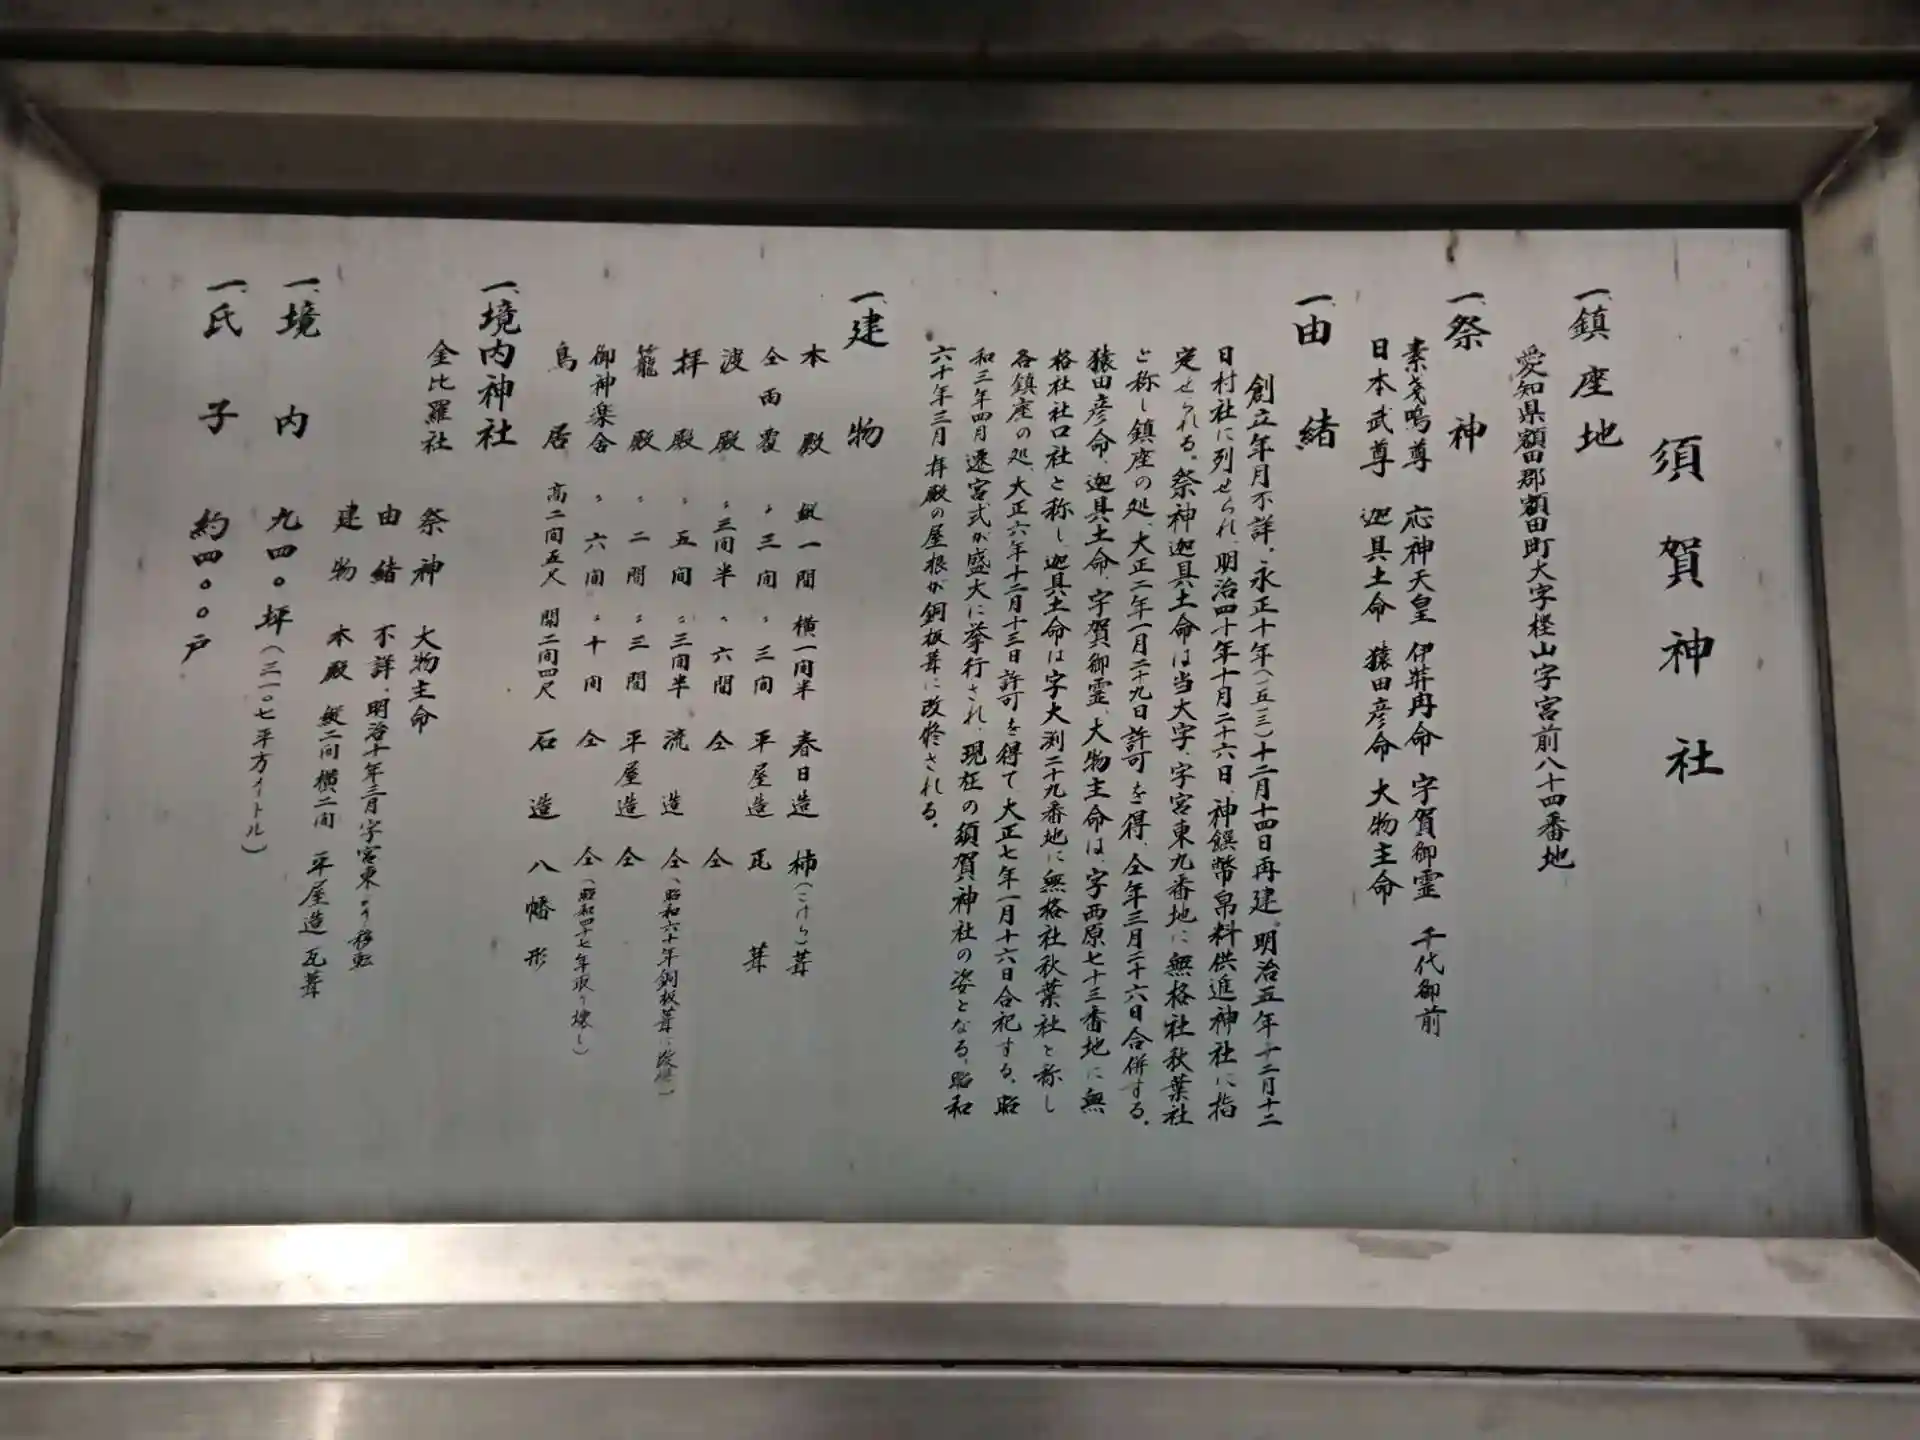 須賀神社
一、鎮座地
愛知県額田郡額田町大字樫山字宮前八十四番地
一、祭神
素戔嗚尊 応神天皇 伊弉冉命 宇賀御霊 千代御前
日本武尊 迦具土命 猿田彦命 大物主命
一、由緒
創立年月不詳。永正十年(一五一三)十二月十四日再建。明治五年十二月十二
日村社に列せられ、明治四十年十月二十六日、神饌幣帛料供進神社に指
定せられる。祭神迦具土命は当大字、字宮東九番地に無格社秋葉社
と称し鎮座の処、大正二年一月二十九日許可を得、仝年三月二十六日合併する。
猿田彦命、迦具土命、宇賀御霊、大物主命は、字西原七十三番地に無
格社社口社と称し、迦具土命は字大渕二十九番地に無格社秋葉社と称し
各鎮座の処、大正六年十二月十三日許可を得て、大正七年一月十六日合祀する。昭
和三年四月遷宮式が盛大に挙行され、現在の須賀神社の姿となる。昭和
六十年三月拝殿の屋根が銅板葺に改修される。
一、建物
本殿 縦一間 横一間半 春日造 柿(こけら)葺
仝雨覆 〃三間 〃三間 平屋造 瓦葺
渡殿 〃三間半 〃六間 仝 仝
拝殿 〃五間 〃三間半 流造 仝(昭和六十年銅板葺に改修)
籠殿 〃二間 〃三間 平屋造 仝
御神楽舎 〃六間 〃十間 仝 仝(昭和四十七年取り壊し)
鳥居 高二間五尺 開二間四尺 石造 八幡形
一、境内神社
金比羅社 祭神 大物主命
由緒 不詳、明治十年三月字宮東より移転
建物 本殿 縦二間横二間 平屋造瓦葺
一、境内 九四〇坪(三一〇七平方メートル)
一、氏子 約四〇〇戸